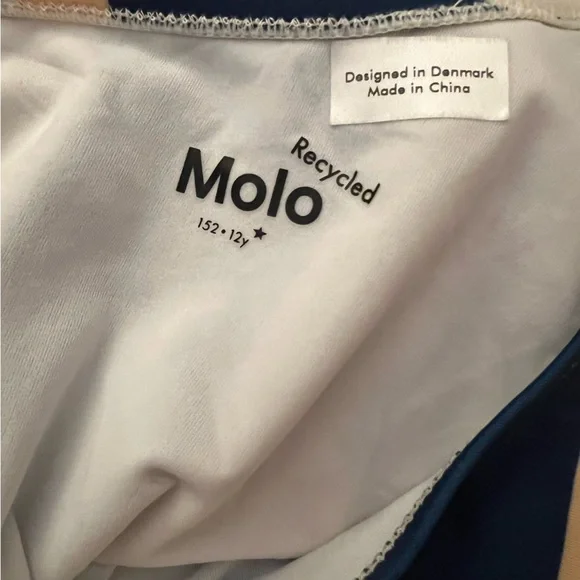 Designed in Denmark
Made in China
Recycled
Molo
152 • 12y